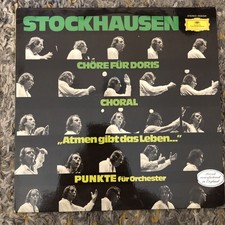 STOCKHAUSEN
CHÖRE FÜR DORIS
CHORAL
„Atmen gibt das Leben..."
PUNKTE für Orchester